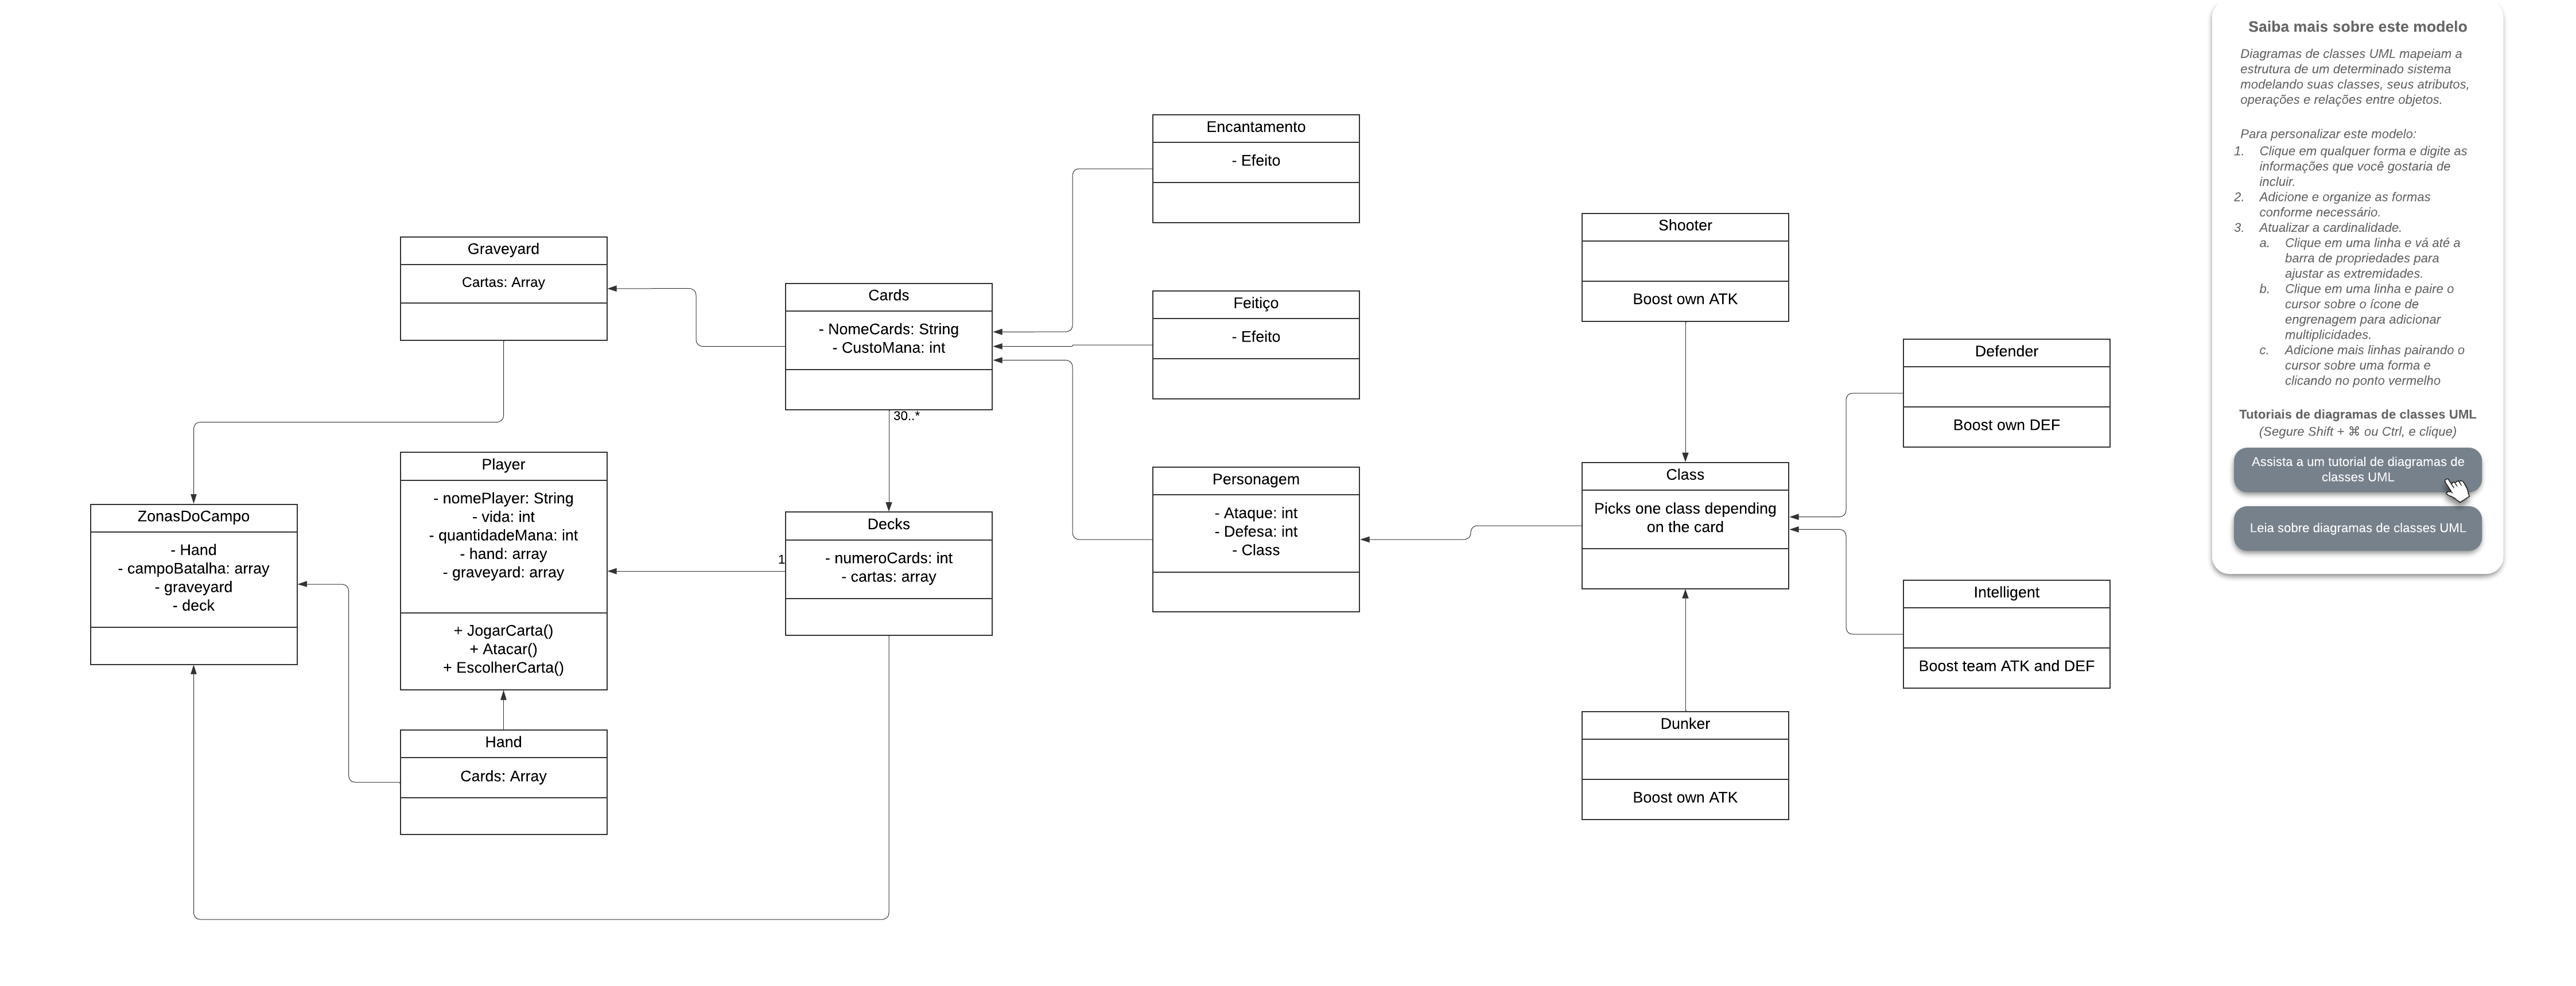 Encantamento
- Efeito
Graveyard
Cartas: Array
Cards
- NomeCards: String
- CustoMana: int
30..*
Feitiço
- Efeito
Player
- nomePlayer: String
- vida: int
- quantidadeMana: int
- hand: array
- graveyard: array
+ JogarCarta()
+ Atacar()
+ EscolherCarta()
ZonasDoCampo
- Hand
- campoBatalha: array
- graveyard
- deck
Decks
- numeroCards: int
- cartas: array
1
Personagem
- Ataque: int
- Defesa: int
- Class
Hand
Cards: Array
Shooter
Boost own ATK
Class
Picks one class depending
on the card
Dunker
Boost own ATK
Defender
Boost own DEF
Intelligent
Boost team ATK and DEF
Saiba mais sobre este modelo
Diagramas de classes UML mapeiam a
estrutura de um determinado sistema
modelando suas classes, seus atributos,
operações e relações entre objetos.
Para personalizar este modelo:
1. Clique em qualquer forma e digite as
informações que você gostaria de
incluir.
2. Adicione e organize as formas
conforme necessário.
3. Atualizar a cardinalidade.
a. Clique em uma linha e vá até a
barra de propriedades para
ajustar as extremidades.
b. Clique em uma linha e paire o
cursor sobre o ícone de
engrenagem para adicionar
multiplicidades.
c. Adicione mais linhas pairando o
cursor sobre uma forma e
clicando no ponto vermelho
Tutoriais de diagramas de classes UML
(Segure Shift + ⌘ ou Ctrl, e clique)
Assista a um tutorial de diagramas de
classes UML
Leia sobre diagramas de classes UML